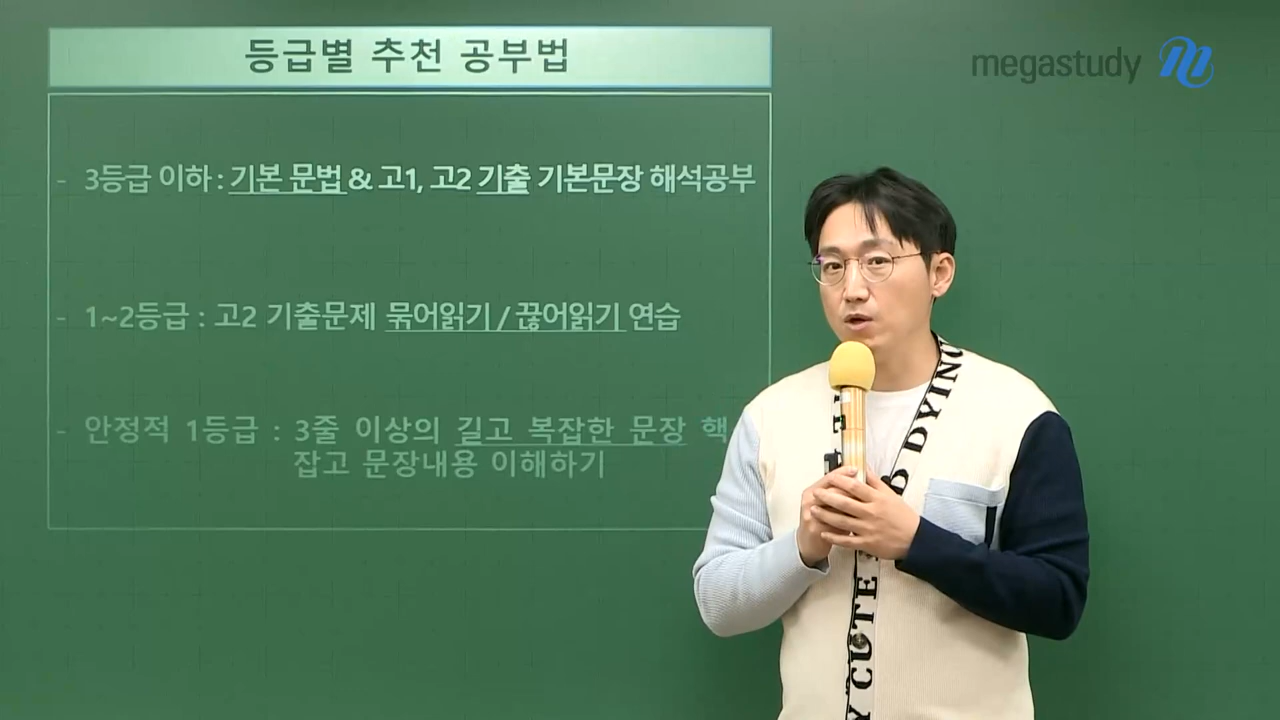 등급별 추천 공부법
megastudy
- 3등급 이하 : 기본 문법 & 고1, 고2 기출 기본문장 해석공부
- 1~2등급 : 고2 기출문제 묶어읽기 / 끊어읽기 연습
- 안정적 1등급 : 3줄 이상의 길고 복잡한 문장 핵
잡고 문장내용 이해하기
DYING
CUTE